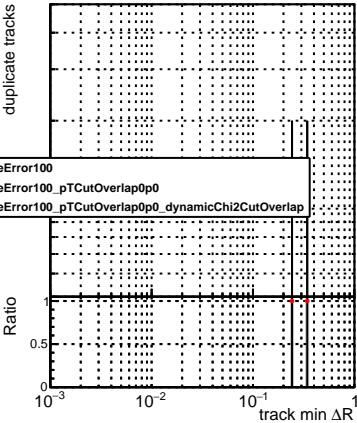 duplicate tracks
eError100
eError100_pTCutOverlap0p0
eError100_pTCutOverlap0p0_dynamicChi2CutOverlap
Ratio
1
0.5
0
10−3 10−2 10−1 1
track min ΔR